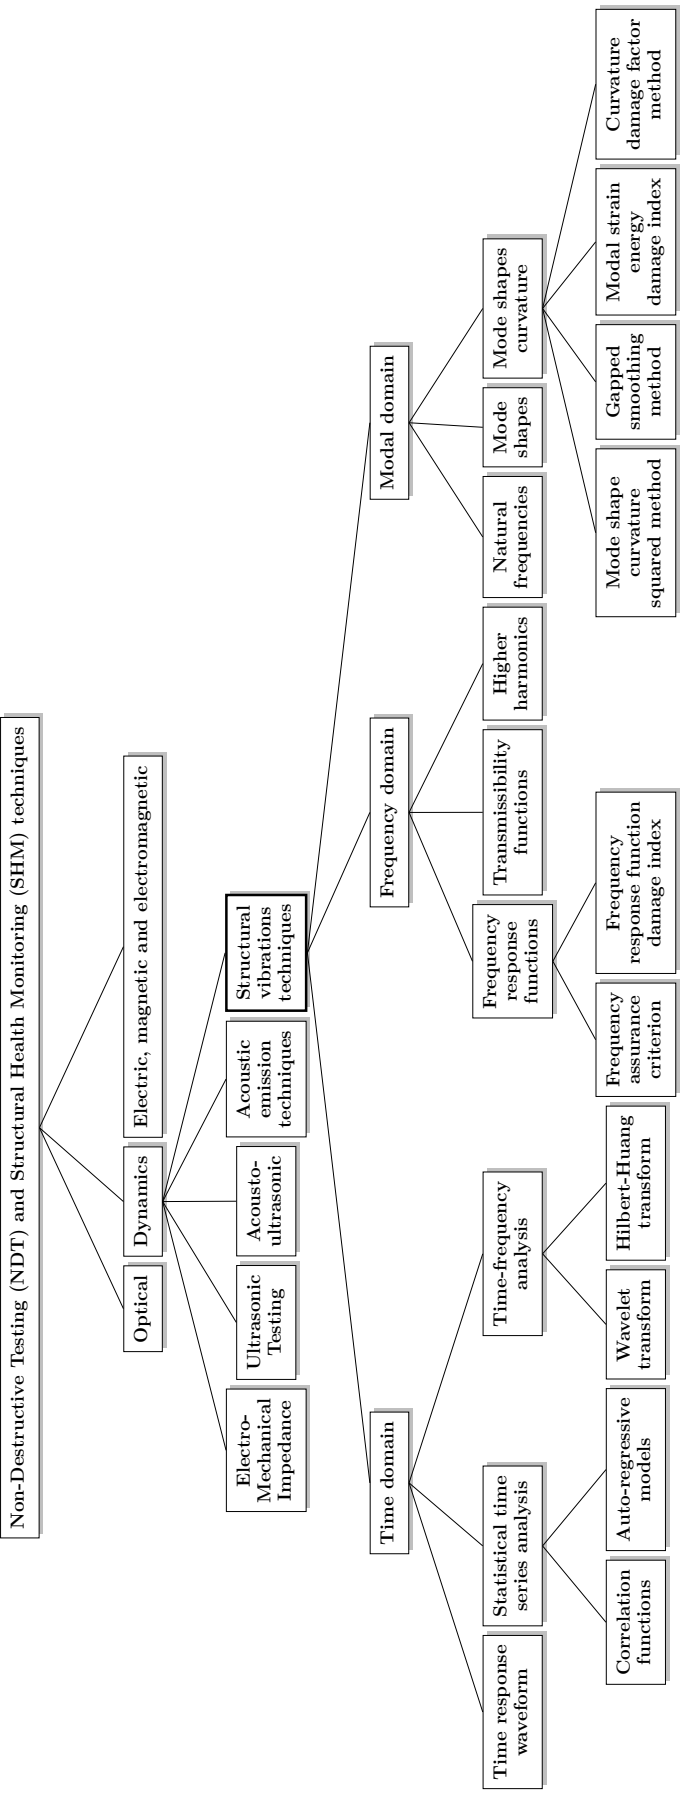 Non-Destructive Testing (NDT) and Structural Health Monitoring (SHM) techniques
Optical
Dynamics
Electric, magnetic and electromagnetic
Electro-
Mechanical
Impedance
Ultrasonic
Testing
Acousto-
ultrasonic
Acoustic
emission
techniques
Structural
vibrations
techniques
Time domain
Frequency domain
Modal domain
Time response
waveform
Statistical time
series analysis
Time-frequency
analysis
Frequency
response
functions
Transmissibility
functions
Higher
harmonics
Natural
frequencies
Mode
shapes
Mode shapes
curvature
Correlation
functions
Auto-regressive
models
Wavelet
transform
Hilbert-Huang
transform
Frequency
assurance
criterion
Frequency
response function
damage index
Mode shape
curvature
squared method
Gapped
smoothing
method
Modal strain
energy
damage index
Curvature
damage factor
method